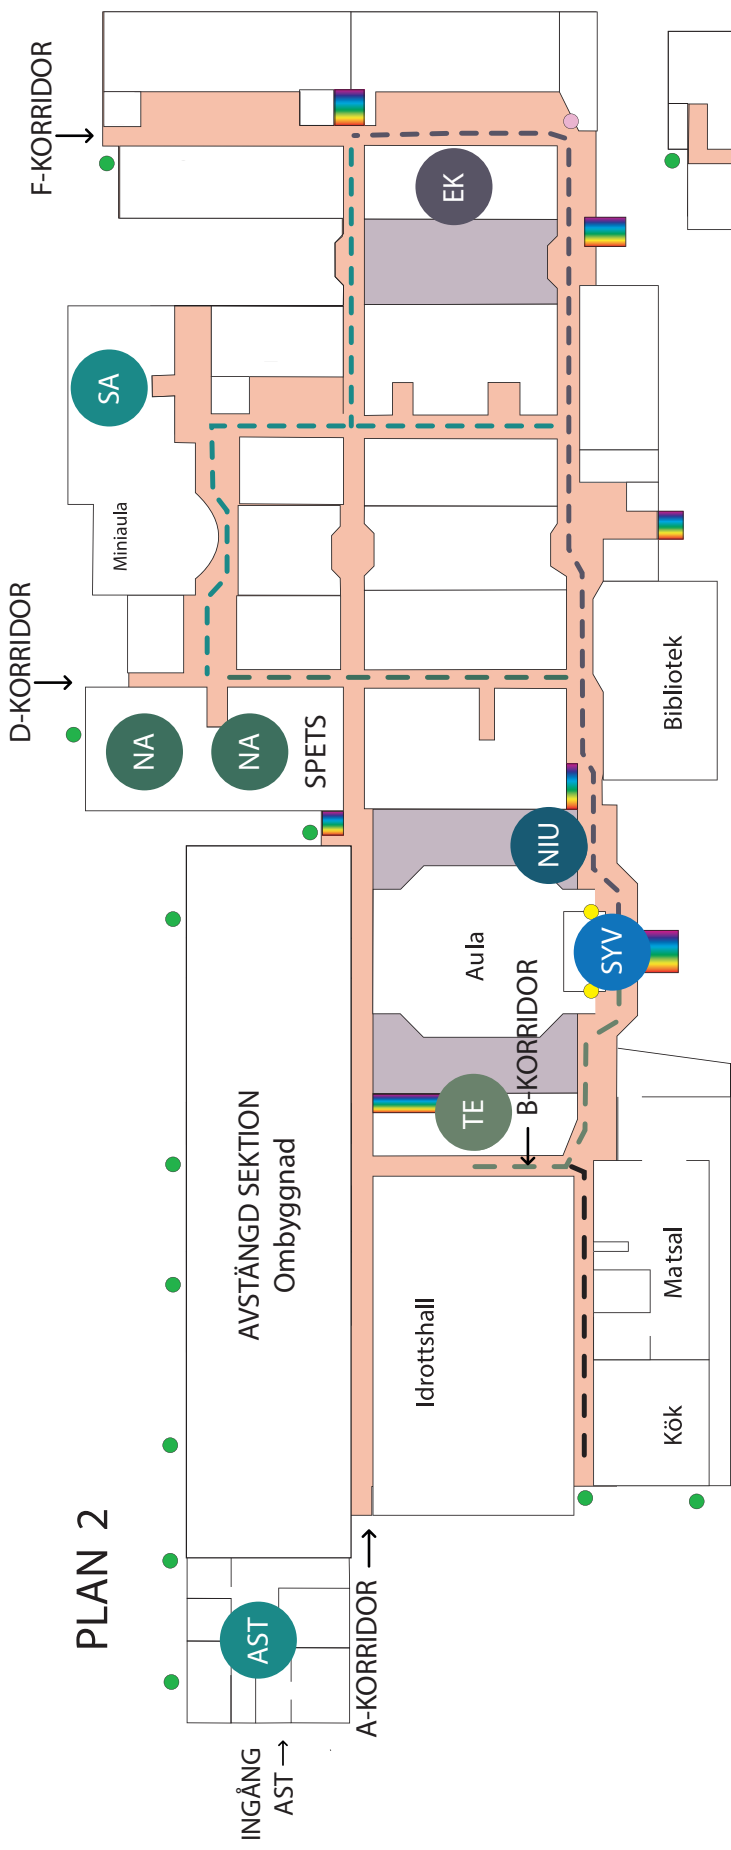 PLAN 2
INGÅNG
AST →
AST
A-KORRIDOR →
AVSTÄNGD SEKTION
Ombyggnad
Idrottshall
Kök
Matsal
B-KORRIDOR
TE
Aula
SYV
NIU
SPETS
NA
NA
D-KORRIDOR
Bibliotek
Miniaula
SA
EK
F-KORRIDOR